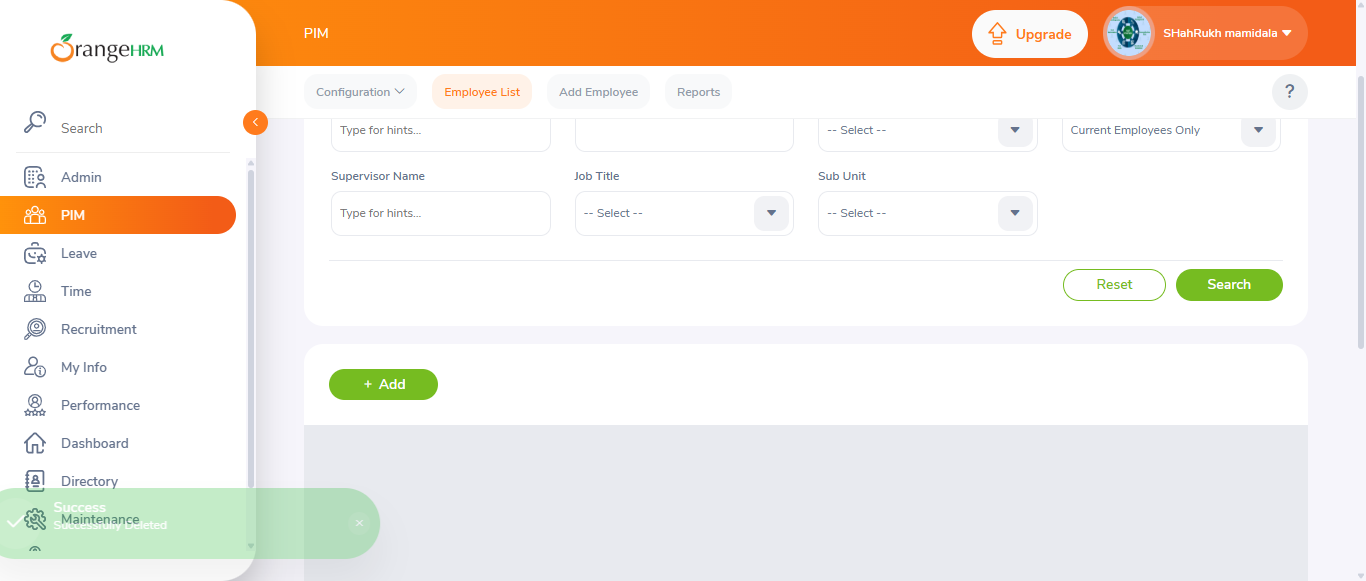 OrangeHRM
PIM
Upgrade
SHahRukh mamidala
Configuration
Employee List
Add Employee
Reports
?
Search
Admin
PIM
Leave
Time
Recruitment
My Info
Performance
Dashboard
Directory
Maintenance
Type for hints...
-- Select --
Current Employees Only
Supervisor Name
Job Title
Sub Unit
Type for hints...
-- Select --
-- Select --
Reset
Search
+ Add
Success
Successfully Deleted
×